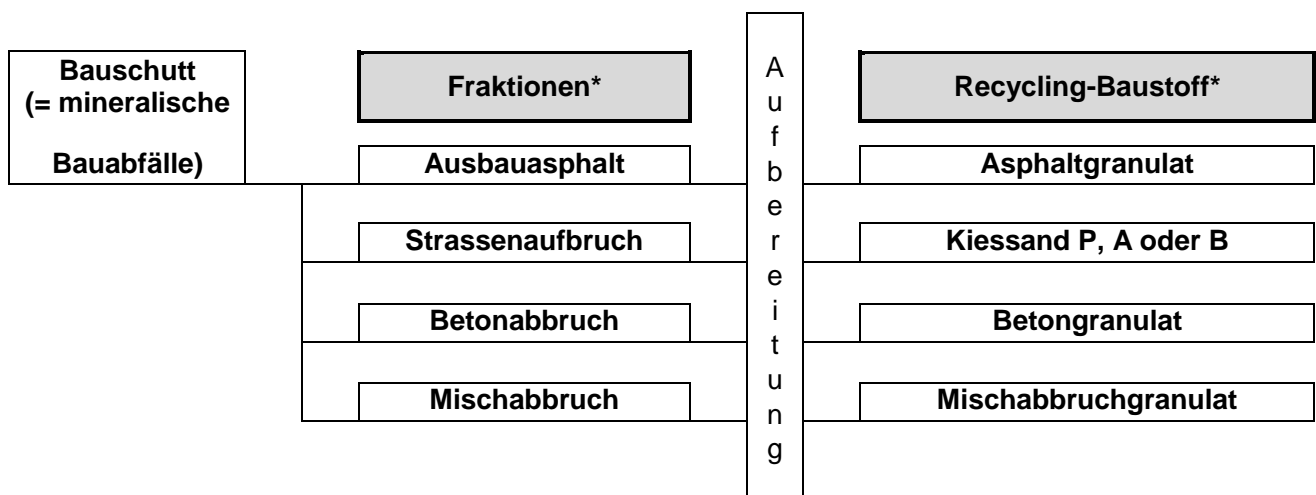 Bauschutt
(= mineralische
Bauabfälle)
Fraktionen*
Ausbauasphalt
Strassenaufbruch
Betonabbruch
Mischabbruch
A
u
f
b
e
r
e
i
t
u
n
g
Recycling-Baustoff*
Asphaltgranulat
Kiessand P, A oder B
Betongranulat
Mischabbruchgranulat